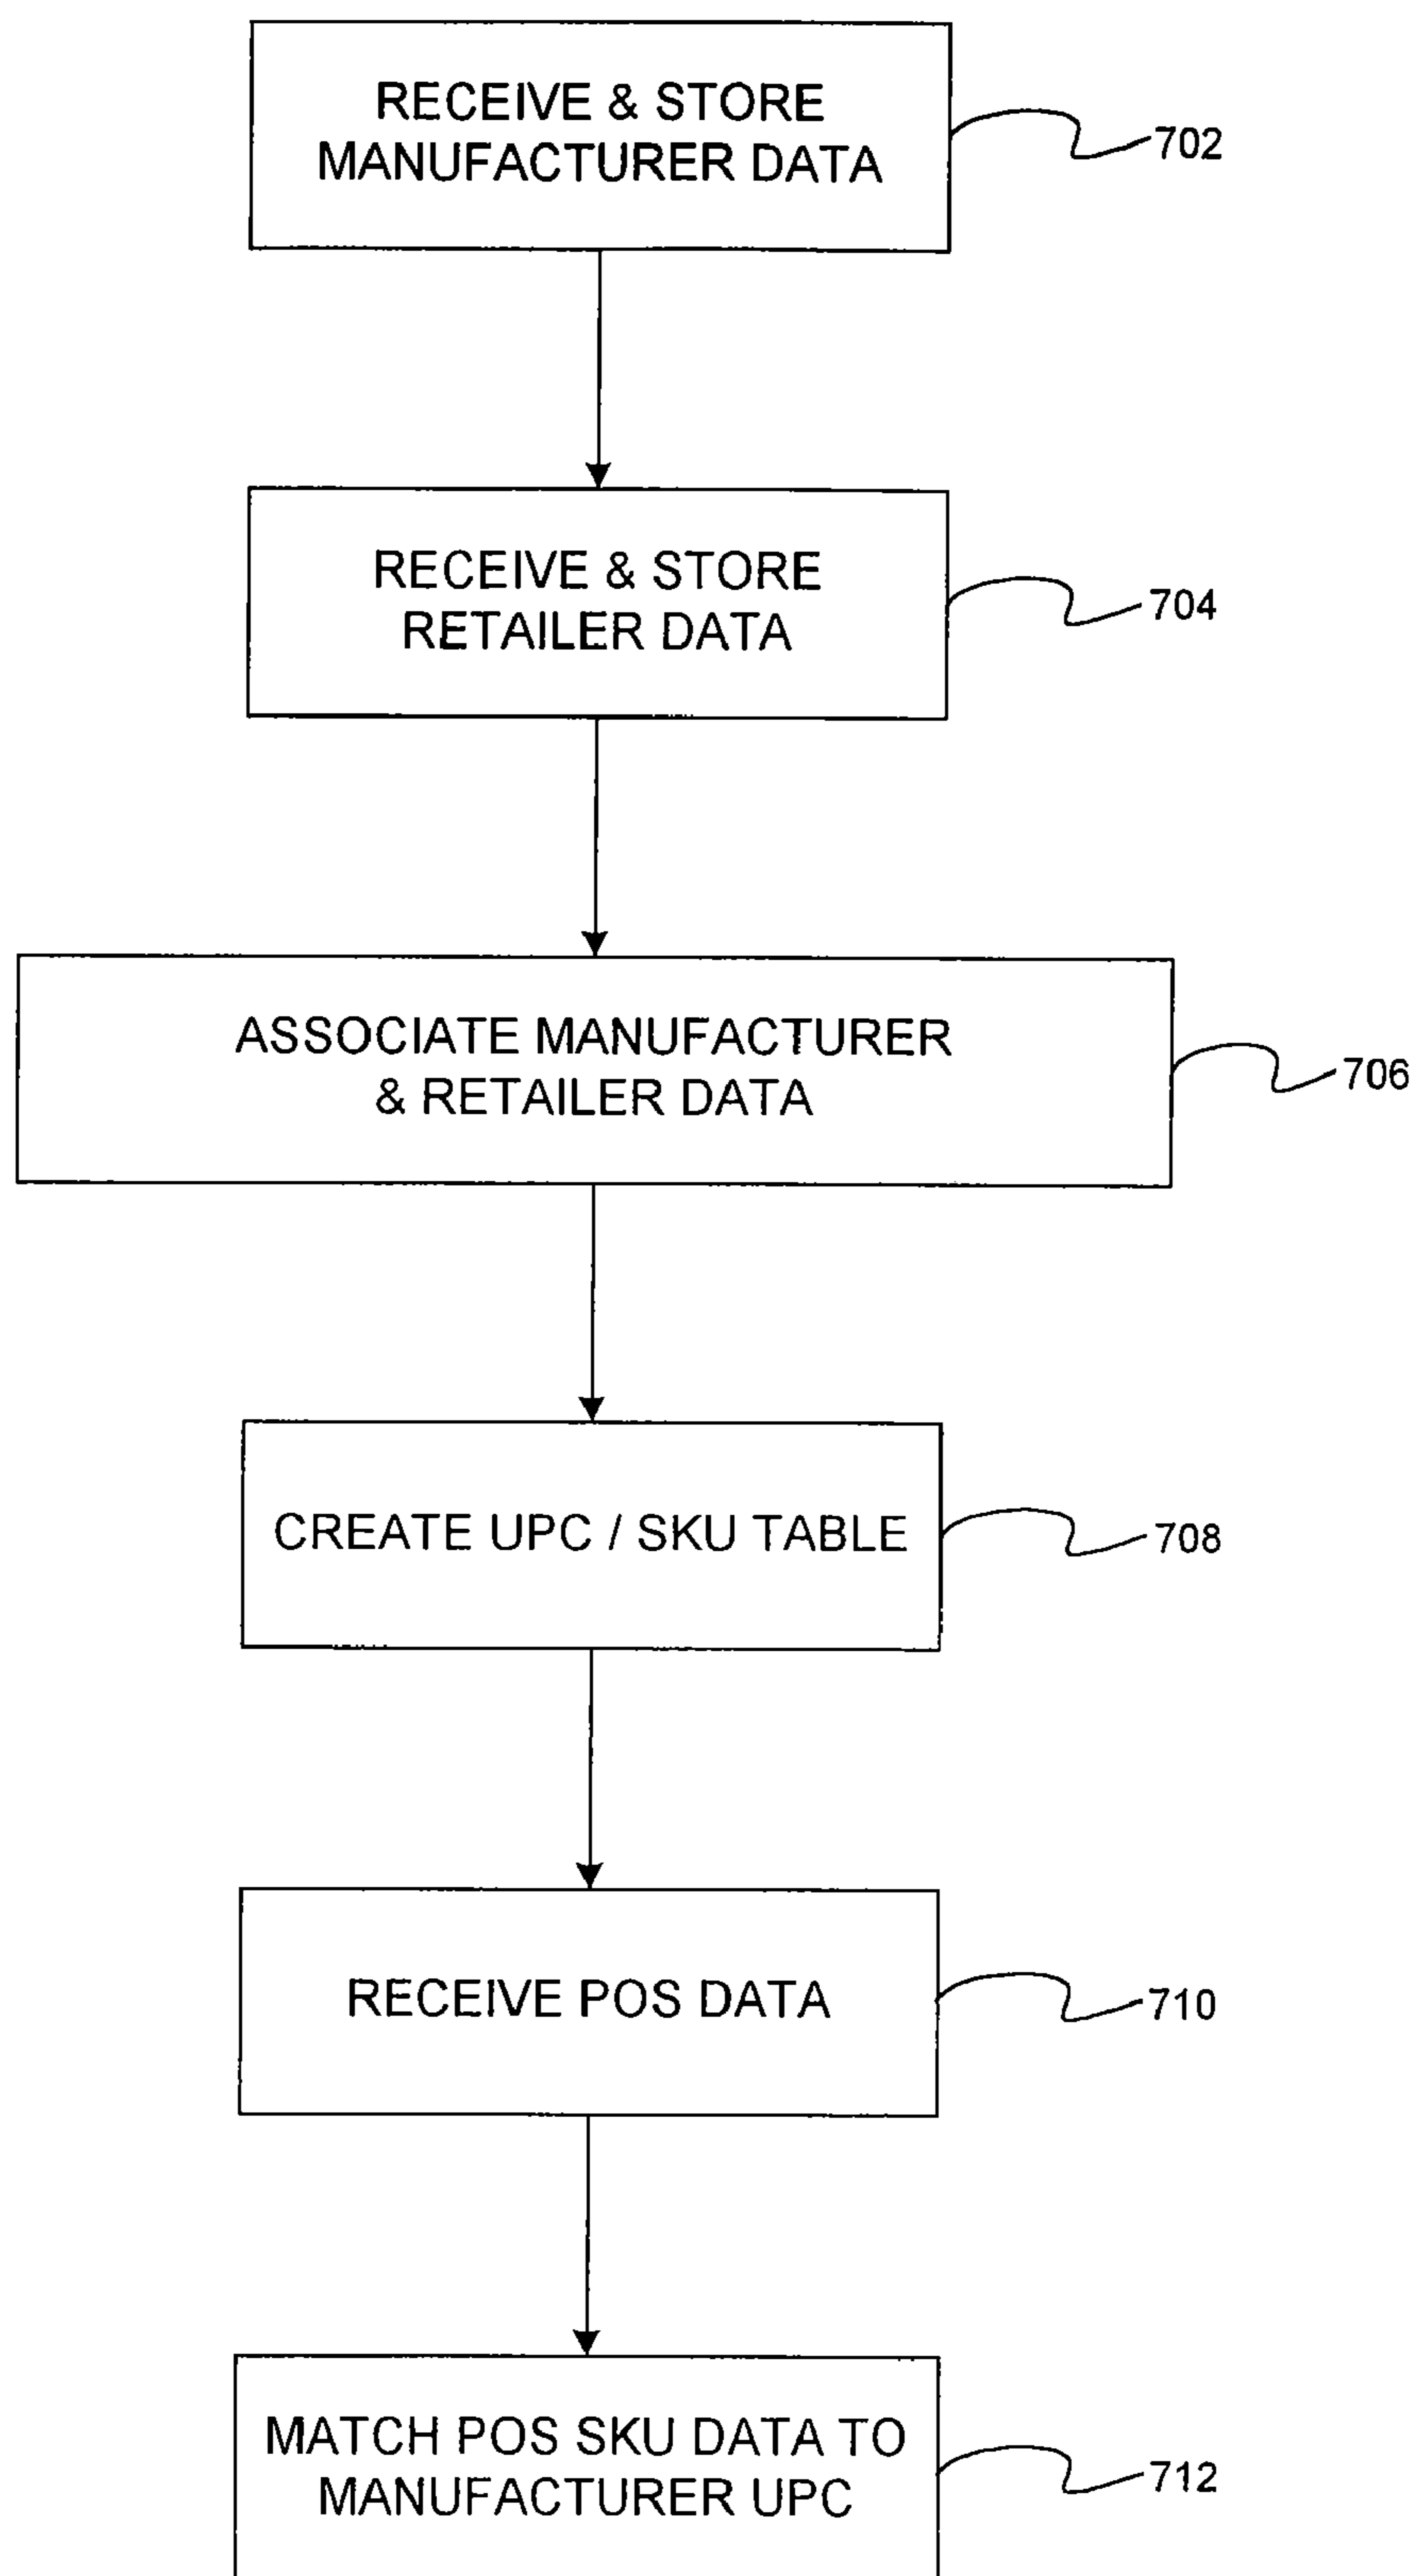 RECEIVE & STORE
MANUFACTURER DATA
702
RECEIVE & STORE
RETAILER DATA
704
ASSOCIATE MANUFACTURER
& RETAILER DATA
706
CREATE UPC / SKU TABLE
708
RECEIVE POS DATA
710
MATCH POS SKU DATA TO
MANUFACTURER UPC
712